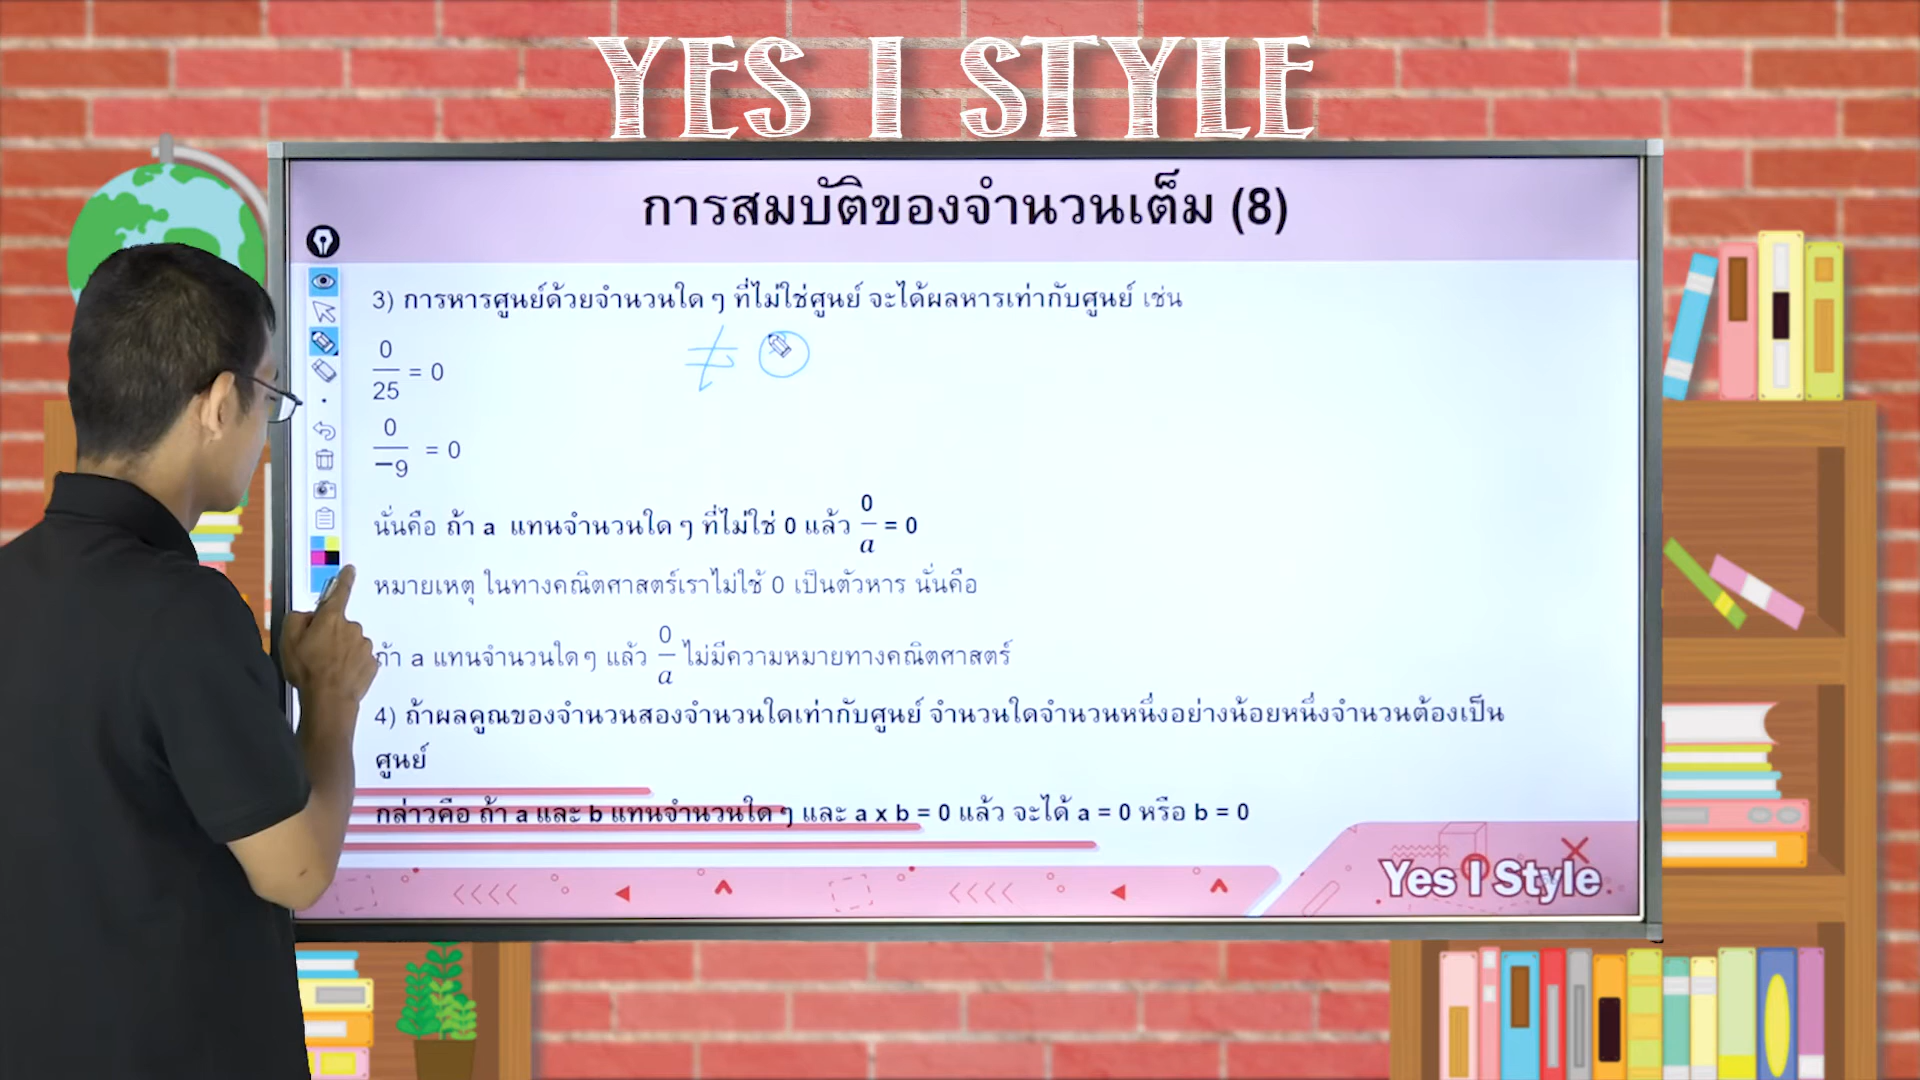 YES I STYLE
การสมบัติของจำนวนเต็ม (8)
3) การหารศูนย์ด้วยจำนวนใด ๆ ที่ไม่ใช่ศูนย์ จะได้ผลหารเท่ากับศูนย์ เช่น
0/25 = 0
≠ 0
0/−9 = 0
นั่นคือ ถ้า a แทนจำนวนใด ๆ ที่ไม่ใช่ 0 แล้ว 0/a = 0
หมายเหตุ ในทางคณิตศาสตร์เราไม่ใช้ 0 เป็นตัวหาร นั่นคือ
ถ้า a แทนจำนวนใดๆ แล้ว 0/a ไม่มีความหมายทางคณิตศาสตร์
4) ถ้าผลคูณของจำนวนสองจำนวนใดเท่ากับศูนย์ จำนวนใดจำนวนหนึ่งอย่างน้อยหนึ่งจำนวนต้องเป็น
ศูนย์
กล่าวคือ ถ้า a และ b แทนจำนวนใด ๆ และ a x b = 0 แล้ว จะได้ a = 0 หรือ b = 0
Yes I Style